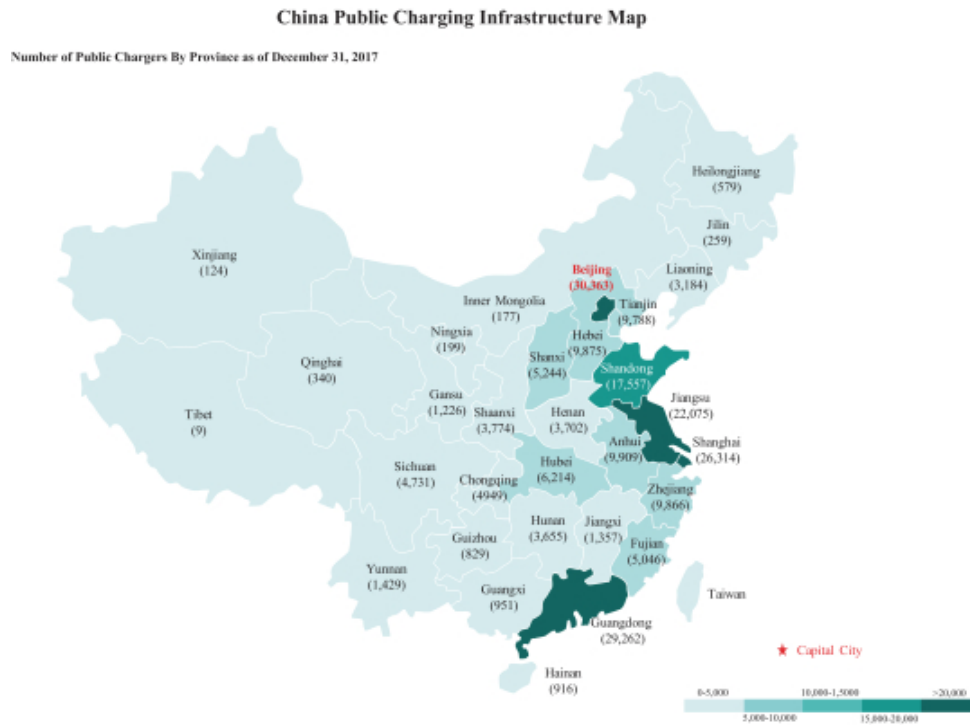 China Public Charging Infrastructure Map
Number of Public Chargers By Province as of December 31, 2017
Heilongjiang
(579)
Jilin
(259)
Xinjiang
(124)
Beijing
(30,363)
Liaoning
(3,184)
Inner Mongolia
(177)
Tianjin
(9,788)
Ningxia
(199)
Hebei
(9,875)
Qinghai
(340)
Shanxi
(5,244)
Shandong
(17,557)
Gansu
(1,226)
Jiangsu
(22,075)
Tibet
(9)
Shaanxi
(3,774)
Henan
(3,702)
Anhui
(9,909)
Shanghai
(26,314)
Sichuan
(4,731)
Chongqing
(4949)
Hubei
(6,214)
Zhejiang
(9,866)
Hunan
(3,655)
Jiangxi
(1,357)
Guizhou
(829)
Fujian
(5,046)
Yunnan
(1,429)
Guangxi
(951)
Taiwan
Guangdong
(29,262)
Capital City
Hainan
(916)
0-5,000
10,000-1,5000
>20,000
5,000-10,000
15,000-20,000